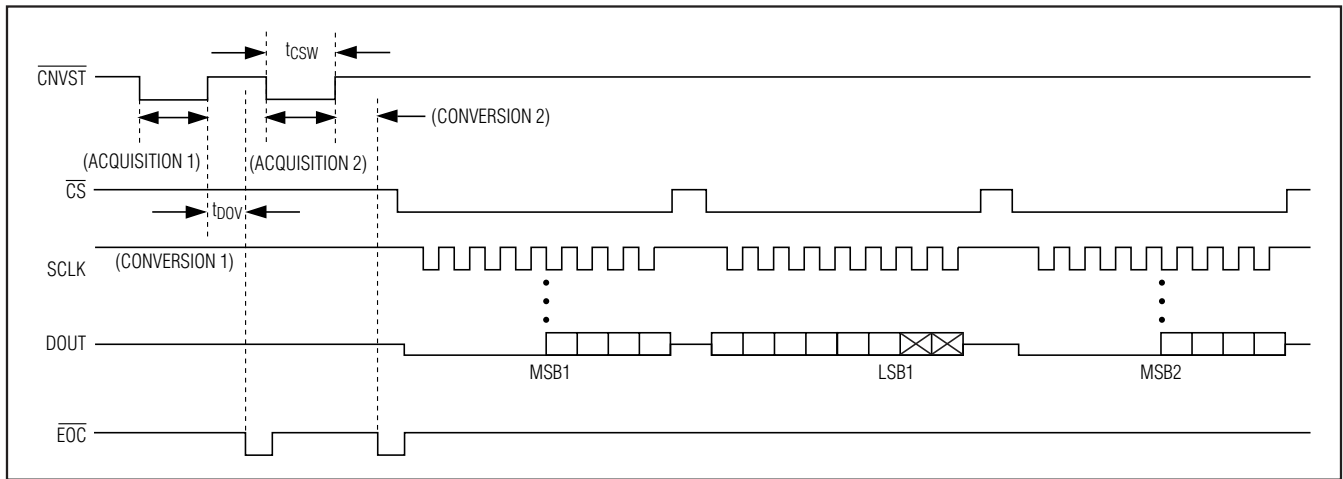 tCSW
CNVST
(CONVERSION 2)
(ACQUISITION 1)
(ACQUISITION 2)
CS
tDOV
(CONVERSION 1)
SCLK
DOUT
MSB1
LSB1
MSB2
EOC